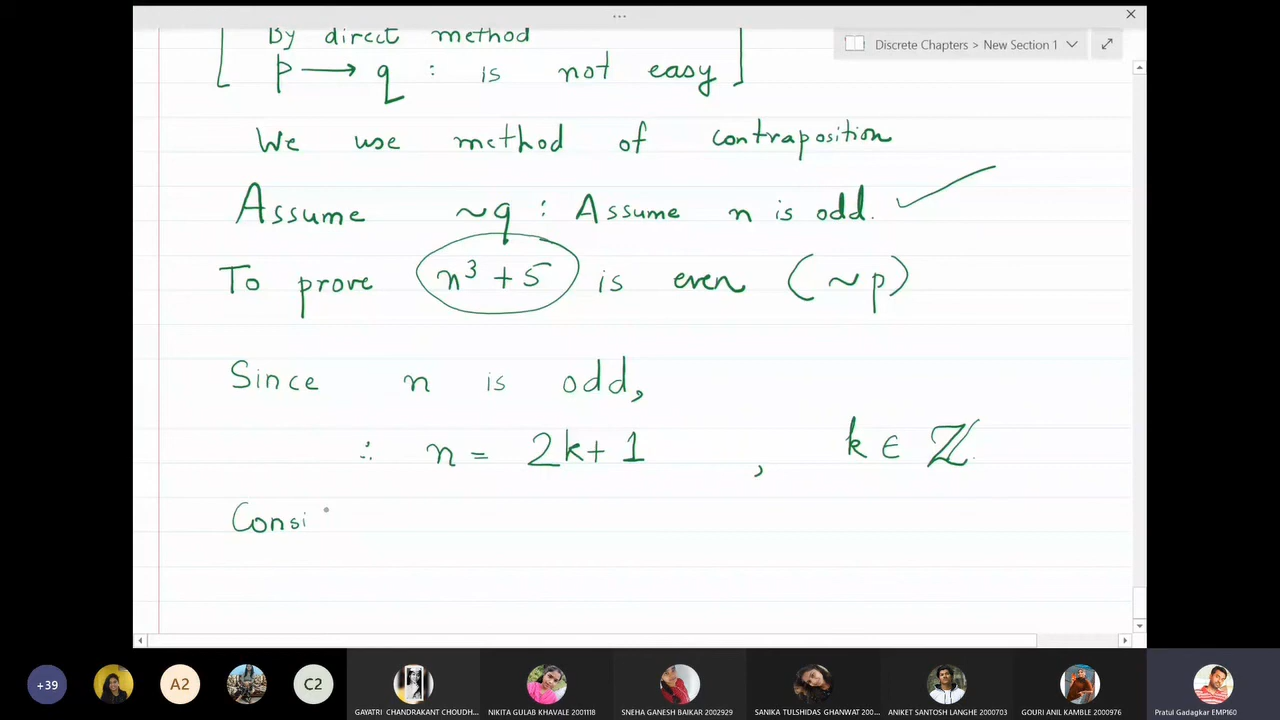 Discrete Chapters > New Section 1
By direct method
p → q : is not easy
We use method of contraposition
Assume ~q : Assume n is odd.
To prove n³ + 5 is even (~p)
Since n is odd,
∴ n = 2k + 1 , k ∈ ℤ
Consi
+39
A2
C2
GAYATRI CHANDRAKANT CHOUDH...
NIKITA GULAB KHAVALE 2001118
SNEHA GANESH BAIKAR 2002929
SANIKA TULSHIDAS GHANWAT 200...
ANIKET SANTOSH LANGHE 2000703
GOURI ANIL KAMBLE 2000976
Pratul Gadagkar EMP160